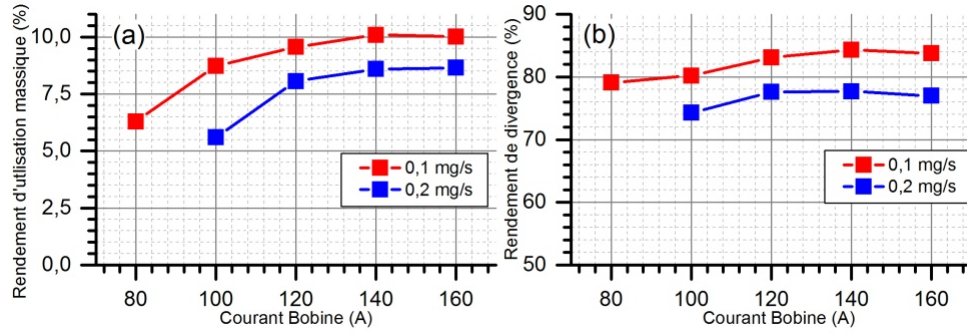 Rendement d'utlisation massique (%)
10,0
7,5
5,0
2,5
0,0
(a)
0,1 mg/s
0,2 mg/s
80
100
120
140
160
Courant Bobine (A)
Rendement de divergence (%)
90
80
70
60
50
(b)
0,1 mg/s
0,2 mg/s
80
100
120
140
160
Courant Bobine (A)